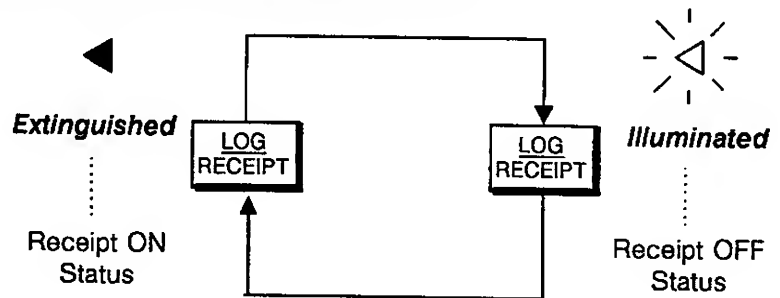 Extinguished
LOG
RECEIPT
LOG
RECEIPT
Illuminated
Receipt ON
Status
Receipt OFF
Status